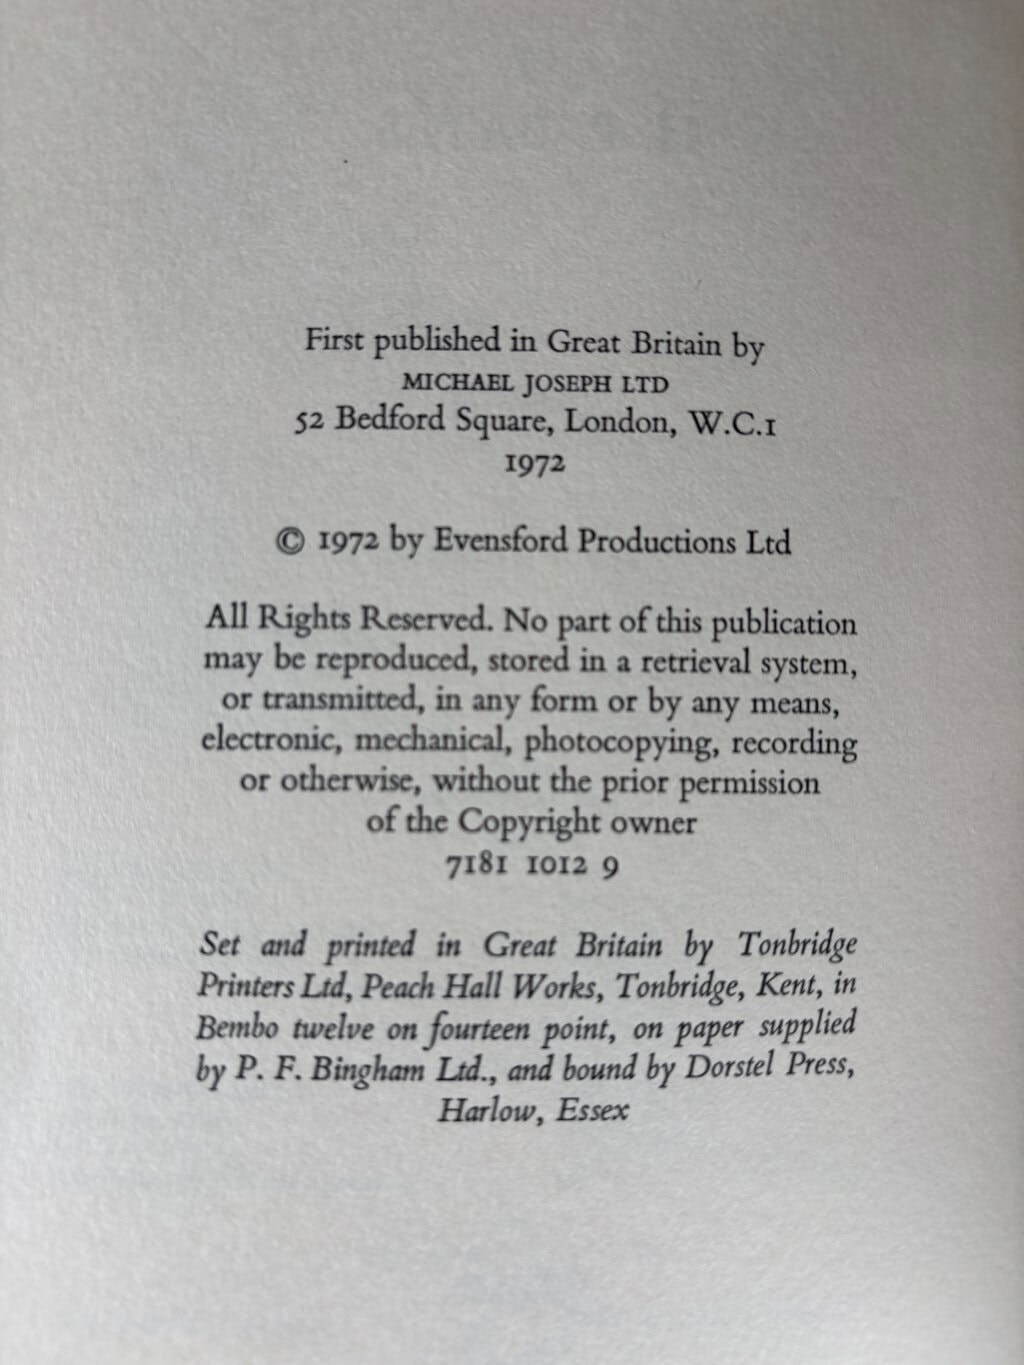 First published in Great Britain by
MICHAEL JOSEPH LTD
52 Bedford Square, London, W.C.1
1972
© 1972 by Evensford Productions Ltd
All Rights Reserved. No part of this publication
may be reproduced, stored in a retrieval system,
or transmitted, in any form or by any means,
electronic, mechanical, photocopying, recording
or otherwise, without the prior permission
of the Copyright owner
7181 1012 9
Set and printed in Great Britain by Tonbridge
Printers Ltd, Peach Hall Works, Tonbridge, Kent, in
Bembo twelve on fourteen point, on paper supplied
by P. F. Bingham Ltd., and bound by Dorstel Press,
Harlow, Essex